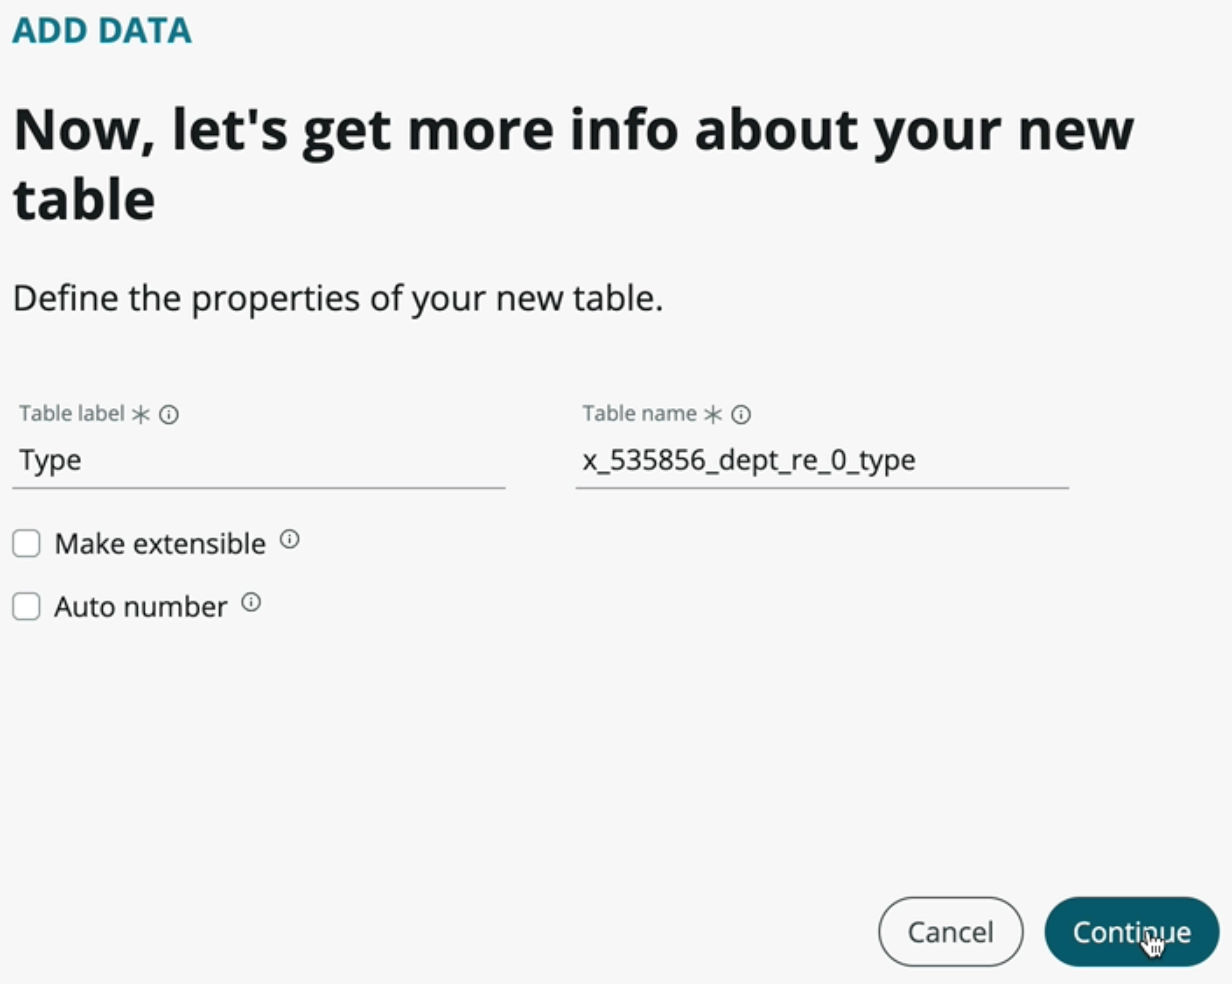 ADD DATA
Now, let's get more info about your new
table
Define the properties of your new table.
Table label * Table name *
Type x_535856_dept_re_0_type
Make extensible
Auto number
Cancel Continue